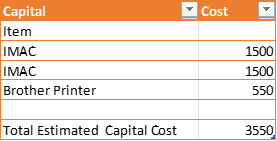 Capital Cost
Item
IMAC 1500
IMAC 1500
Brother Printer 550
Total Estimated Capital Cost 3550